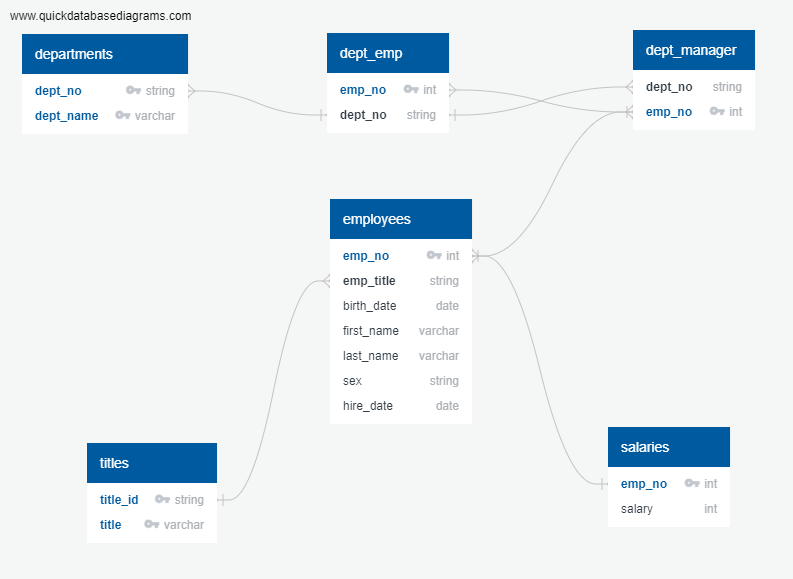 www.quickdatabasediagrams.com
departments
dept_no string
dept_name varchar
dept_emp
emp_no int
dept_no string
dept_manager
dept_no string
emp_no int
employees
emp_no int
emp_title string
birth_date date
first_name varchar
last_name varchar
sex string
hire_date date
titles
title_id string
title varchar
salaries
emp_no int
salary int